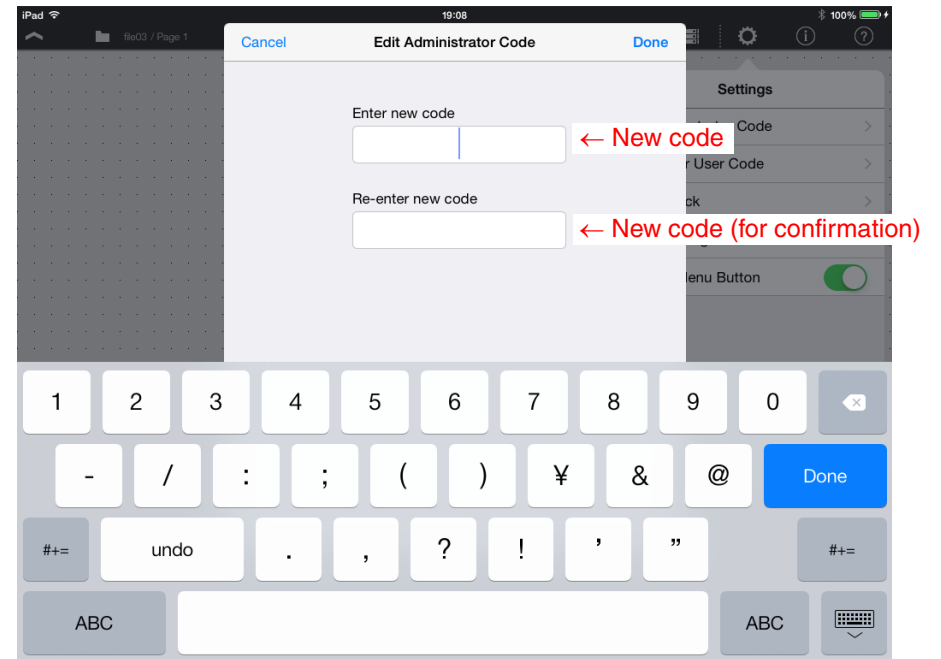 iPad 19:08 100%
file03 / Page 1
Cancel Edit Administrator Code Done
Settings
Enter new code
Code
← New code
User Code
Re-enter new code
ck
← New code (for confirmation)
enu Button
1 2 3 4 5 6 7 8 9 0
- / : ; ( ) ¥ & @ Done
#+= undo . , ? ! ’ ” #+=
ABC ABC